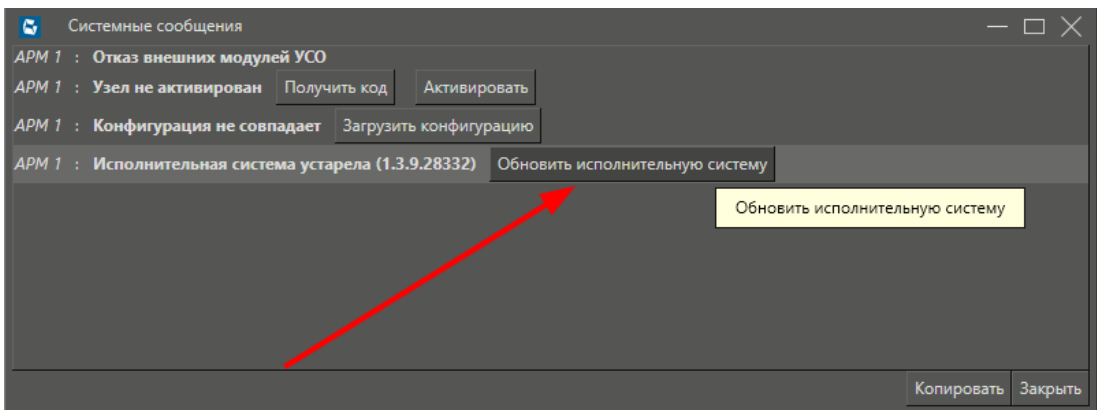 Системные сообщения
АРМ 1 : Отказ внешних модулей УСО
АРМ 1 : Узел не активирован Получить код Активировать
АРМ 1 : Конфигурация не совпадает Загрузить конфигурацию
АРМ 1 : Исполнительная система устарела (1.3.9.28332) Обновить исполнительную систему
Обновить исполнительную систему
Копировать Закрыть